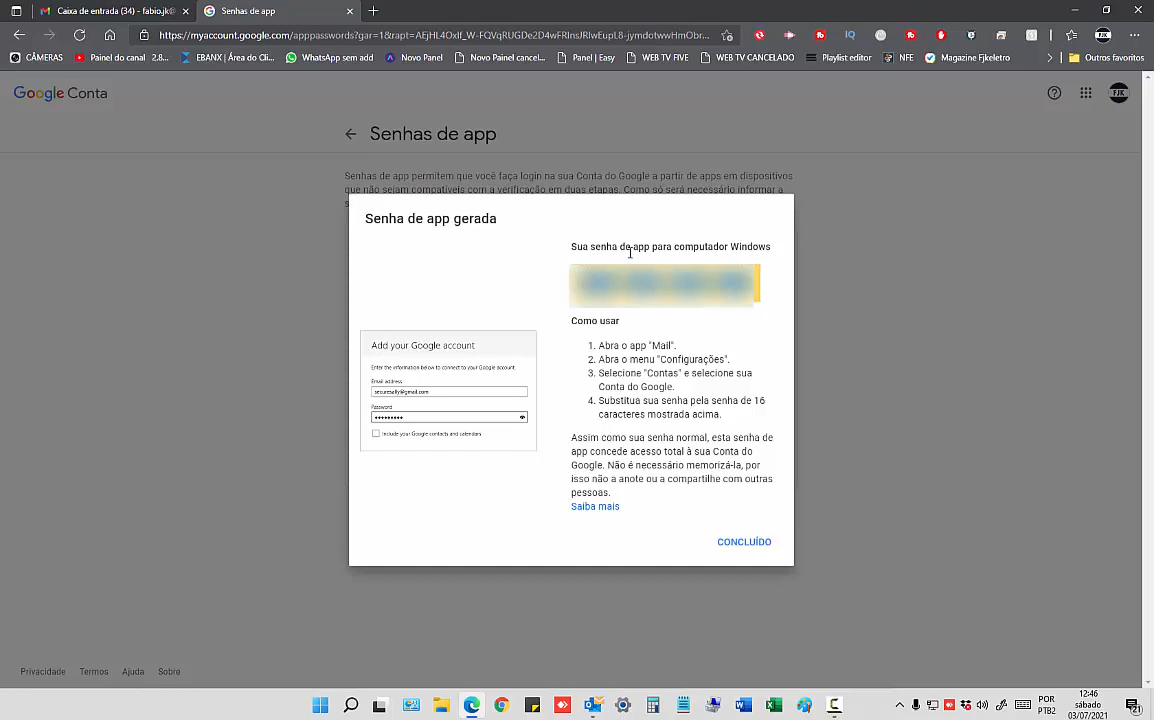 Caixa de entrada (34) - fabio.jk@
Senhas de app
https://myaccount.google.com/apppasswords?gar=1&rapt=
CÂMERAS
Painel do canal 2.8...
EBANX | Área do Cli...
WhatsApp sem add
Novo Panel
Novo Painel cancel...
Panel | Easy
WEB TV FIVE
WEB TV CANCELADO
Playlist editor
NFE
Magazine Fjkeletro
Outros favoritos
Google Conta
FJK
Senhas de app
Senhas de app permitem que você faça login na sua Conta do Google a partir de apps em dispositivos
que não sejam compatíveis com a verificação em duas etapas. Como só será necessário informar a
Senha de app gerada
Sua senha de app para computador Windows
Add your Google account
Enter the information below to connect to your Google account.
Email address
securesally@gmail.com
Password
Include your Google contacts and calendars
Como usar
1. Abra o app "Mail".
2. Abra o menu "Configurações".
3. Selecione "Contas" e selecione sua
Conta do Google.
4. Substitua sua senha pela senha de 16
caracteres mostrada acima.
Assim como sua senha normal, esta senha de
app concede acesso total à sua Conta do
Google. Não é necessário memorizá-la, por
isso não a anote ou a compartilhe com outras
pessoas.
Saiba mais
CONCLUÍDO
Privacidade Termos Ajuda Sobre
POR
PTB2
12:46
sábado
03/07/2021
21